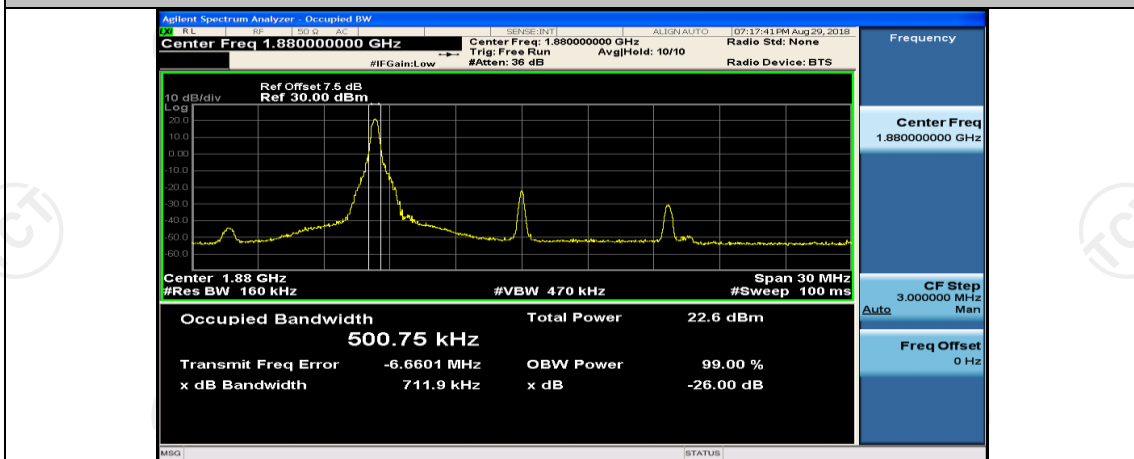 Agilent Spectrum Analyzer - Occupied BW
LXI RL RF 50 Ω AC SENSE:INT ALIGN AUTO 07:17:41 PM Aug 29, 2018
Center Freq 1.880000000 GHz
Center Freq: 1.880000000 GHz
Radio Std: None
Trig: Free Run Avg|Hold: 10/10
#IFGain:Low #Atten: 36 dB Radio Device: BTS
Ref Offset 7.5 dB
10 dB/div Ref 30.00 dBm
Log
20.0
10.0
0.00
-10.0
-20.0
-30.0
-40.0
-50.0
-60.0
Center 1.88 GHz Span 30 MHz
#Res BW 160 kHz #VBW 470 kHz #Sweep 100 ms
Occupied Bandwidth Total Power 22.6 dBm
500.75 kHz
Transmit Freq Error -6.6601 MHz OBW Power 99.00 %
x dB Bandwidth 711.9 kHz x dB -26.00 dB
MSG STATUS
Frequency
Center Freq
1.880000000 GHz
CF Step
3.000000 MHz
Auto Man
Freq Offset
0 Hz
TCT